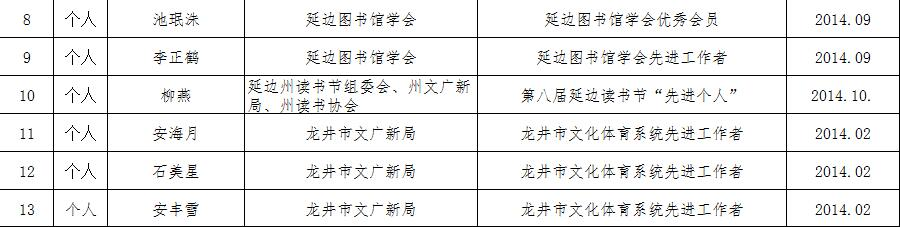 8 个人 池珉洙 延边图书馆学会 延边图书馆学会优秀会员 2014.09
9 个人 李正鹤 延边图书馆学会 延边图书馆学会先进工作者 2014.09
10 个人 柳燕 延边州读书节组委会、州文广新局、州读书协会 第八届延边读书节“先进个人” 2014.10.
11 个人 安海月 龙井市文广新局 龙井市文化体育系统先进工作者 2014.02
12 个人 石美星 龙井市文广新局 龙井市文化体育系统先进工作者 2014.02
13 个人 安丰雪 龙井市文广新局 龙井市文化体育系统先进工作者 2014.02